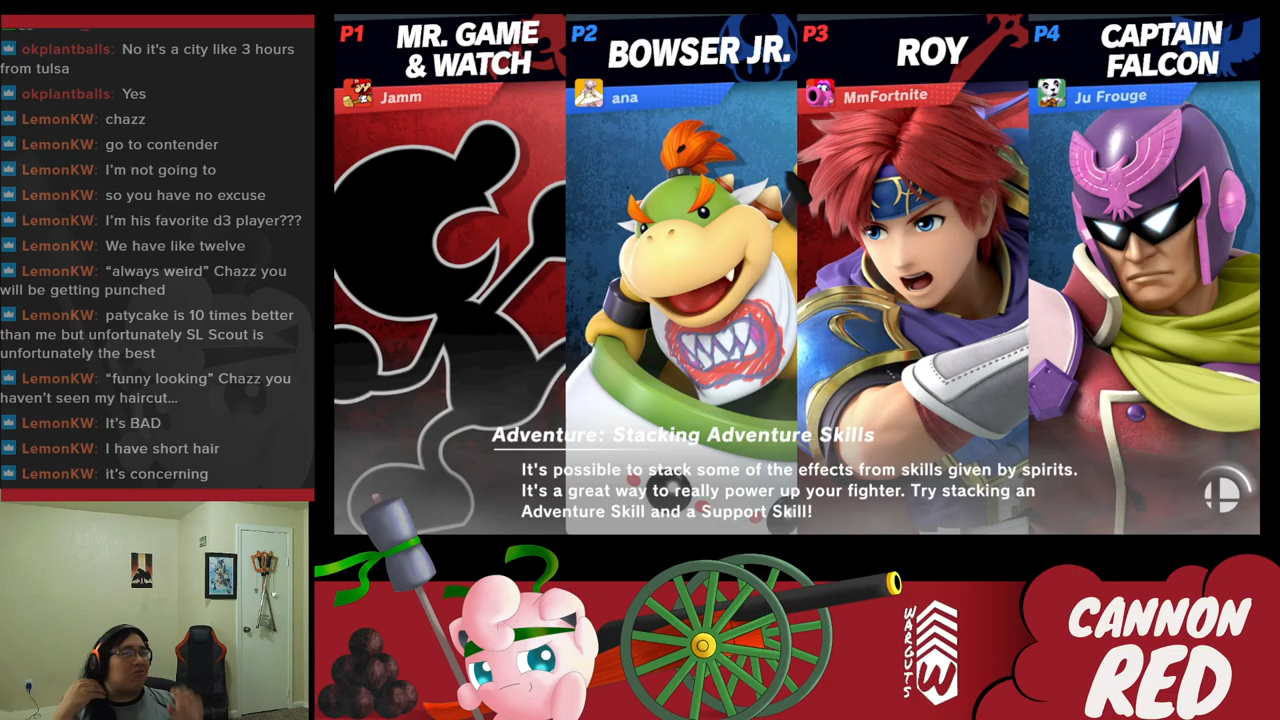 okplantballs: No it's a city like 3 hours
from tulsa
okplantballs: Yes
LemonKW: chazz
LemonKW: go to contender
LemonKW: I'm not going to
LemonKW: so you have no excuse
LemonKW: I'm his favorite d3 player???
LemonKW: We have like twelve
LemonKW: “always weird” Chazz you
will be getting punched
LemonKW: patycake is 10 times better
than me but unfortunately SL Scout is
unfortunately the best
LemonKW: “funny looking” Chazz you
haven't seen my haircut...
LemonKW: It's BAD
LemonKW: I have short hair
LemonKW: it's concerning
P1
MR. GAME
& WATCH
Jamm
P2
BOWSER JR.
ana
P3
ROY
MmFortnite
P4
CAPTAIN
FALCON
Ju Frouge
Adventure: Stacking Adventure Skills
It's possible to stack some of the effects from skills given by spirits.
It's a great way to really power up your fighter. Try stacking an
Adventure Skill and a Support Skill!
WARGUTS
CANNON
RED